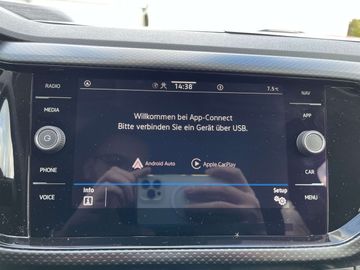 RADIO
MEDIA
PHONE
VOICE
14:38
7.5°C
Willkommen bei App-Connect
Bitte verbinden Sie ein Gerät über USB.
Android Auto
Apple CarPlay
Info
Setup
NAV
APP
CAR
MENU